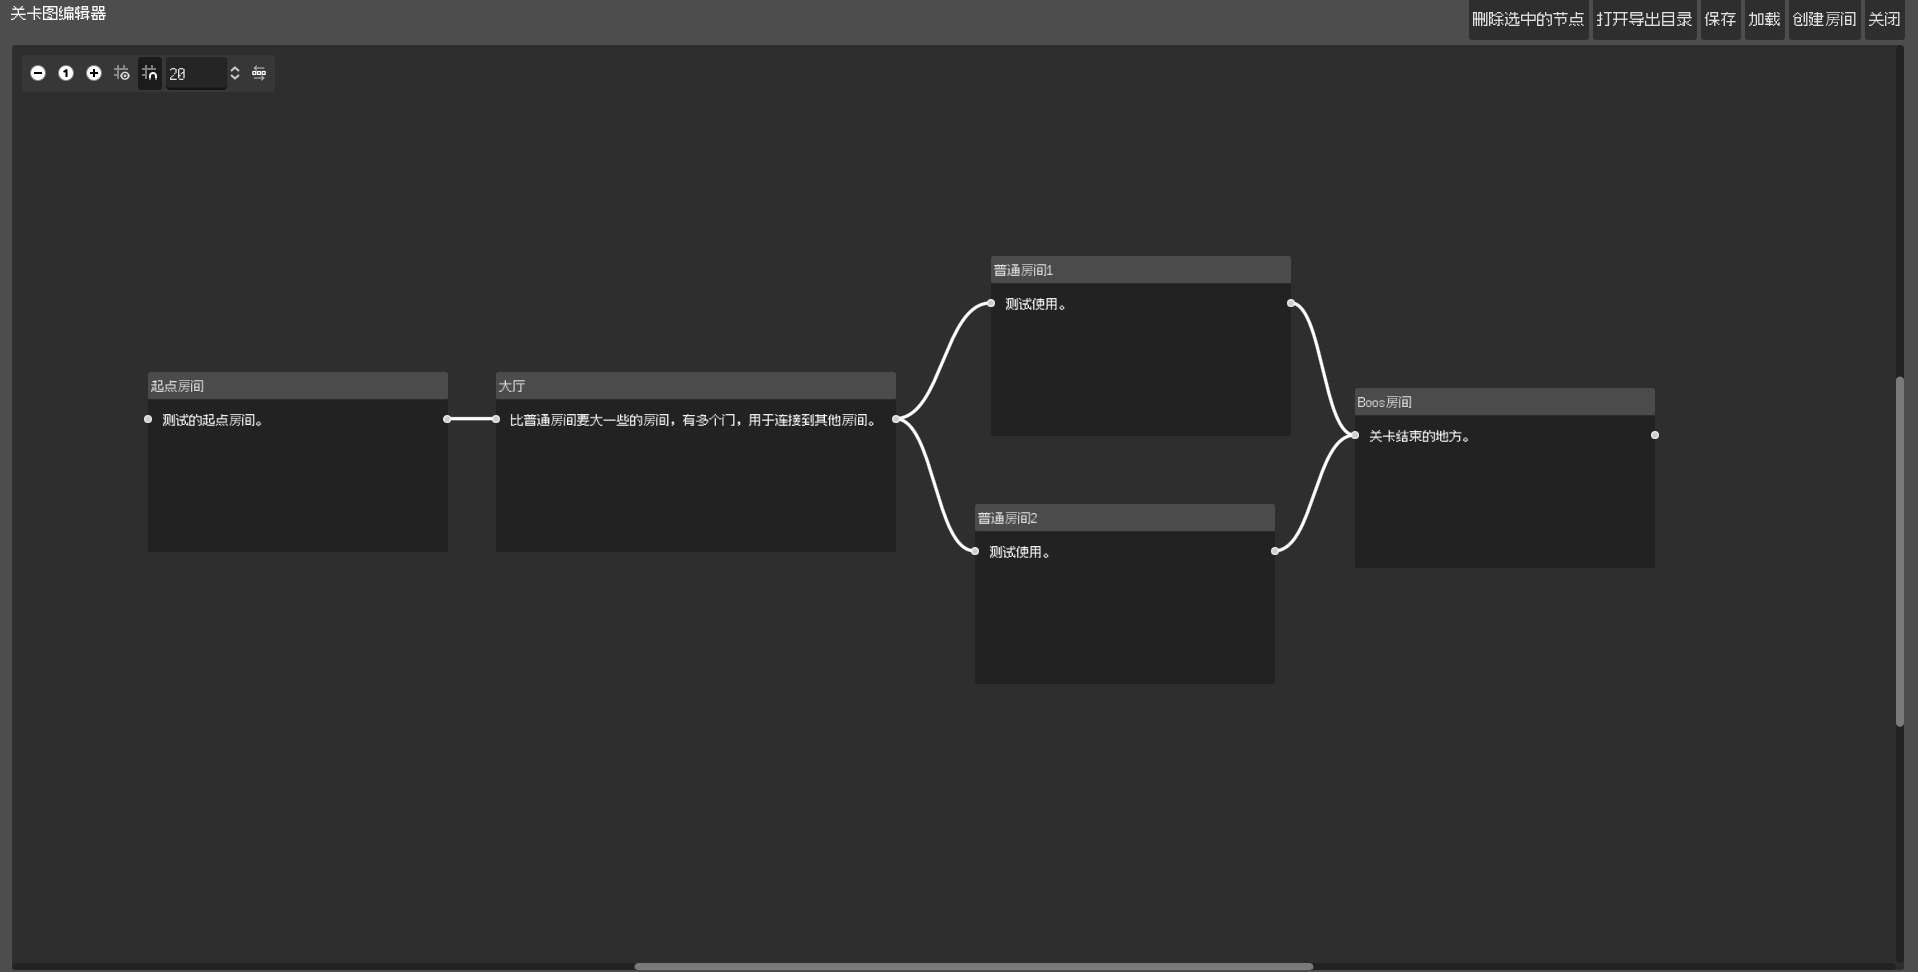 关卡图编辑器
删除选中的节点 打开导出目录 保存 加载 创建房间 关闭
1 20
普通房间1
测试使用。
起点房间
测试的起点房间。
大厅
比普通房间要大一些的房间，有多个门，用于连接到其他房间。
Boos房间
关卡结束的地方。
普通房间2
测试使用。